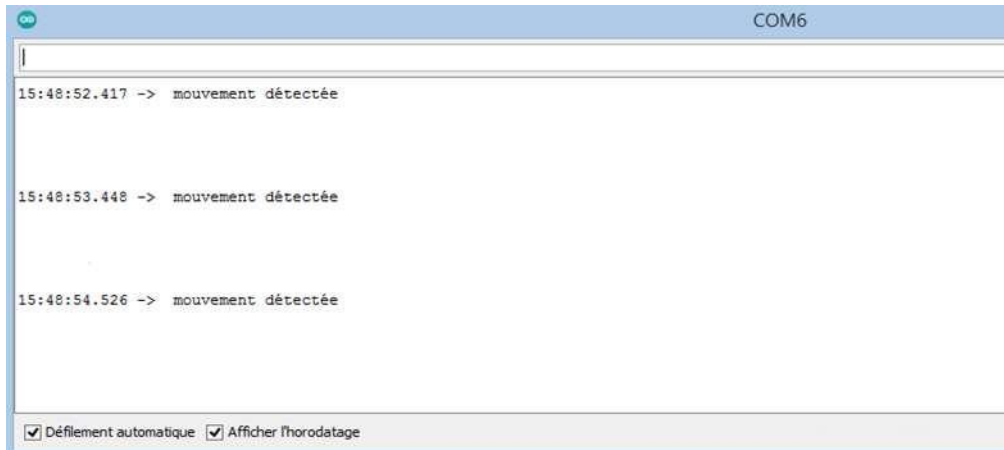 COM6
15:48:52.417 -> mouvement détectée
15:48:53.448 -> mouvement détectée
15:48:54.526 -> mouvement détectée
Défilement automatique Afficher l'horodatage